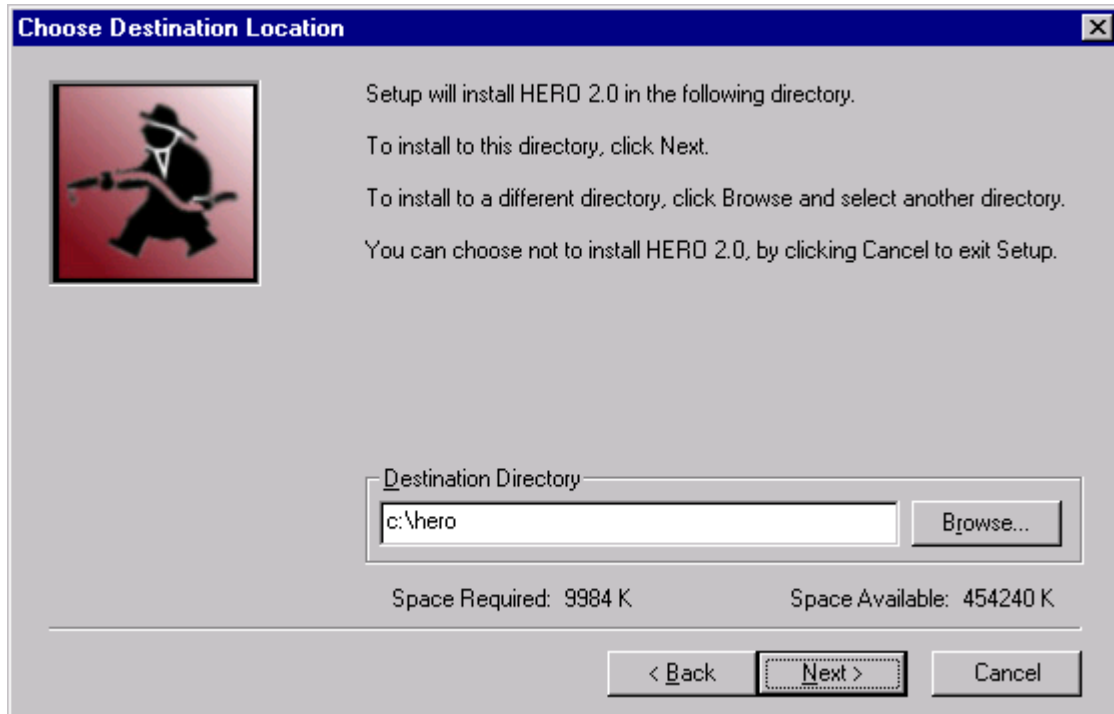 Choose Destination Location
Setup will install HERO 2.0 in the following directory.
To install to this directory, click Next.
To install to a different directory, click Browse and select another directory.
You can choose not to install HERO 2.0, by clicking Cancel to exit Setup.
Destination Directory
c:\hero
Browse...
Space Required: 9984 K
Space Available: 454240 K
< Back
Next >
Cancel